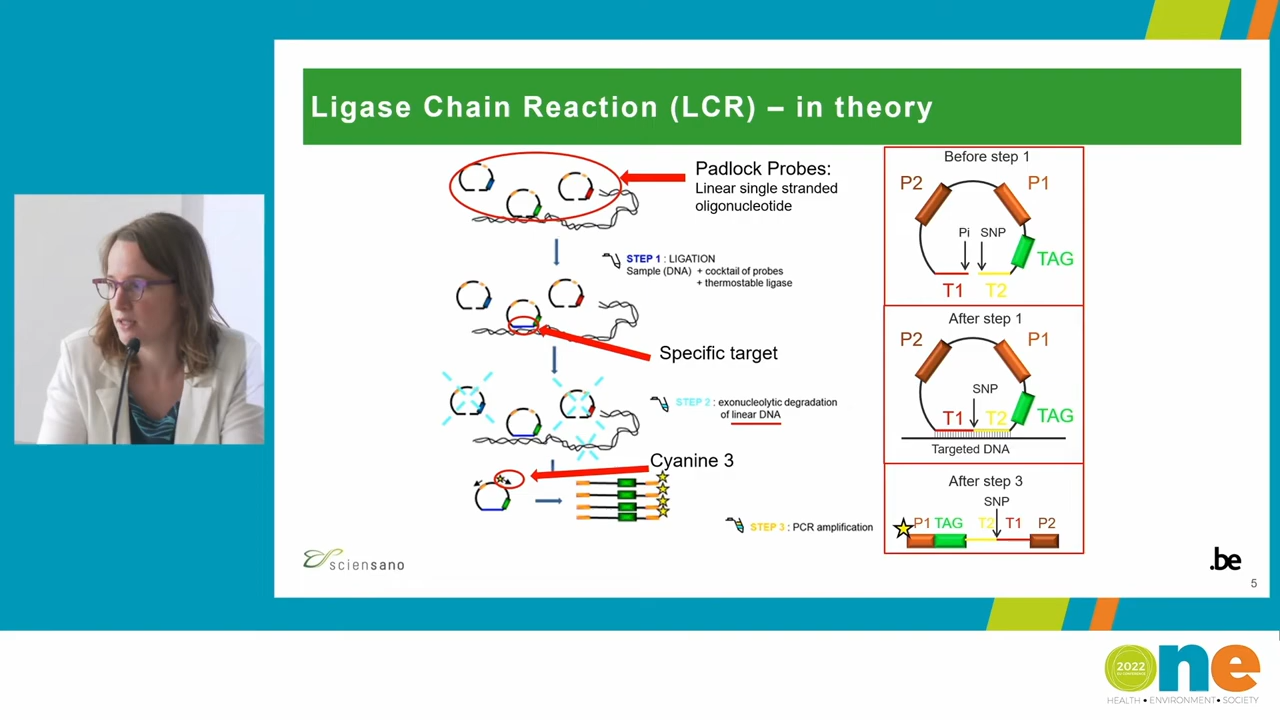 Ligase Chain Reaction (LCR) – in theory
Padlock Probes:
Linear single stranded
oligonucleotide
STEP 1 : LIGATION
Sample (DNA) + cocktail of probes
+ thermostable ligase
Specific target
STEP 2 : exonucleolytic degradation
of linear DNA
Cyanine 3
STEP 3 : PCR amplification
Before step 1
P2 P1
Pi SNP
TAG
T1 T2
After step 1
P2 P1
SNP
TAG
T1 T2
Targeted DNA
After step 3
SNP
P1 TAG T2 T1 P2
sciensano
.be
5
2022
one
HEALTH • ENVIRONMENT • SOCIETY